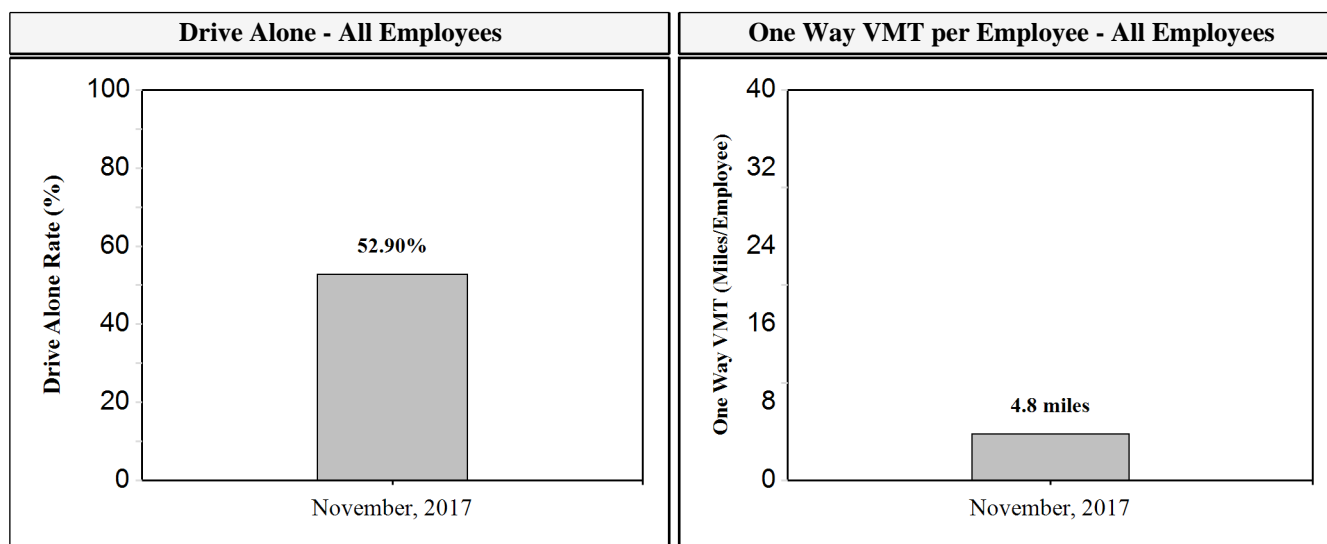 Drive Alone - All Employees
Drive Alone Rate (%)
100
80
60
40
20
0
52.90%
November, 2017
One Way VMT per Employee - All Employees
One Way VMT (Miles/Employee)
40
32
24
16
8
0
4.8 miles
November, 2017